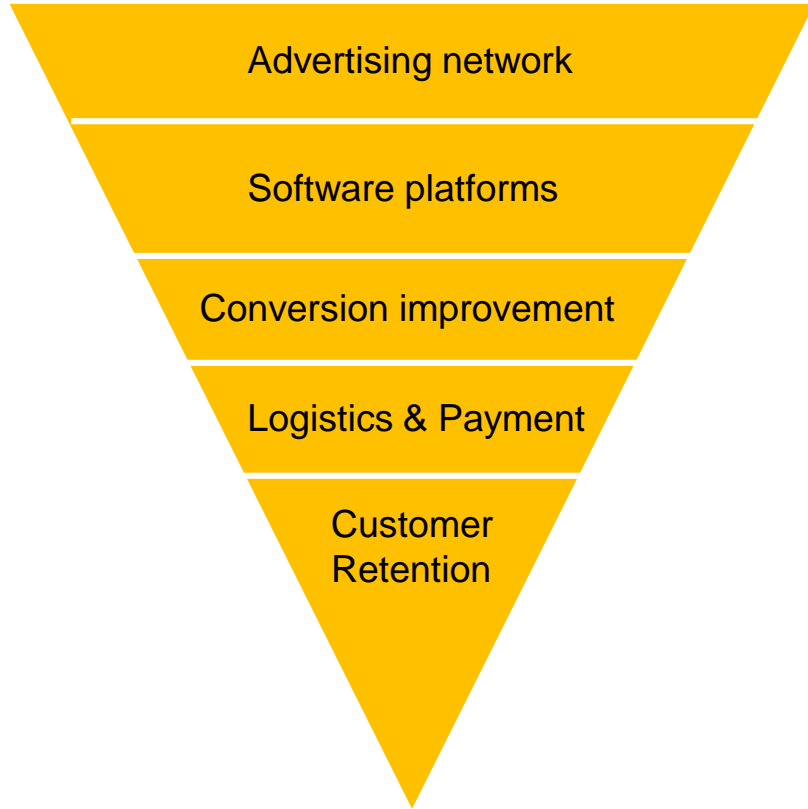 Advertising network
Software platforms
Conversion improvement
Logistics & Payment
Customer
Retention